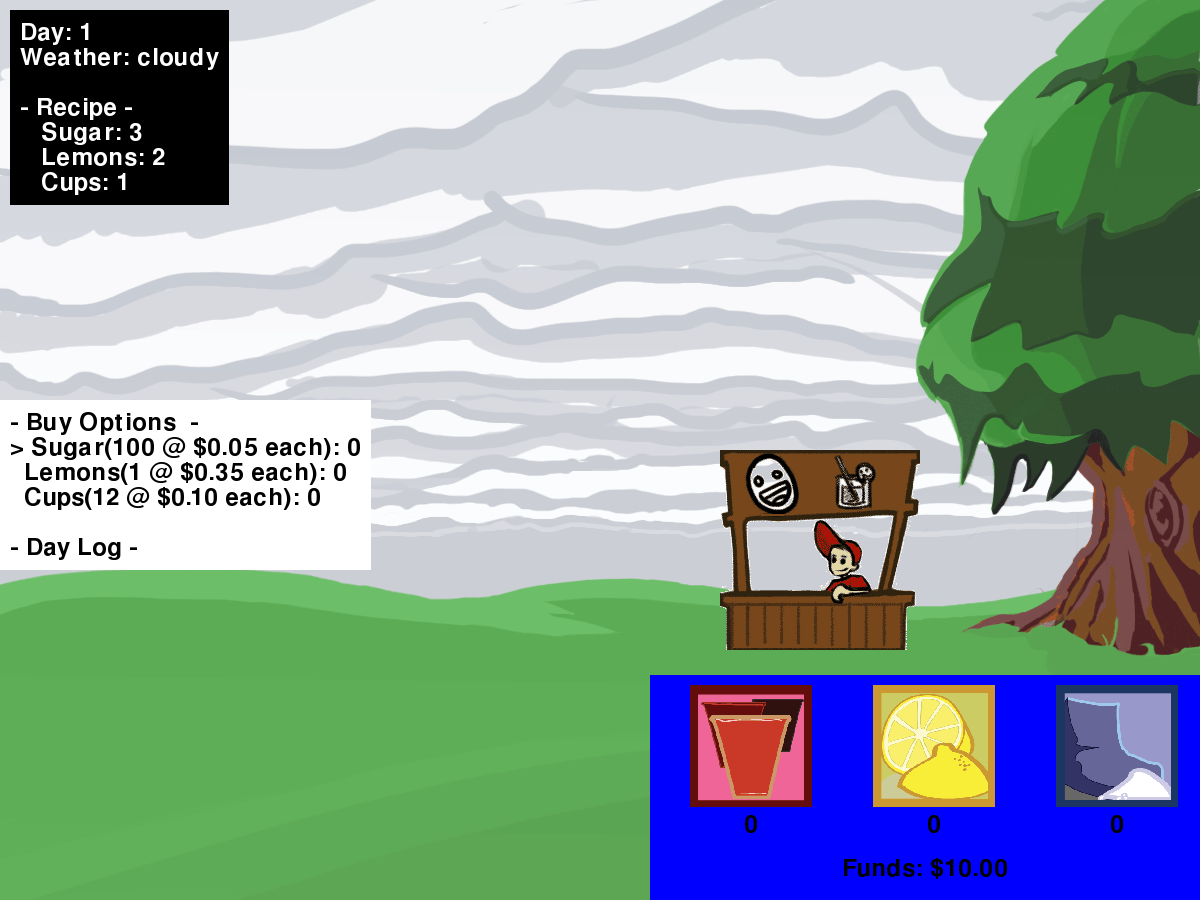 Day: 1
Weather: cloudy
- Recipe -
Sugar: 3
Lemons: 2
Cups: 1
- Buy Options -
> Sugar(100 @ $0.05 each): 0
Lemons(1 @ $0.35 each): 0
Cups(12 @ $0.10 each): 0
- Day Log -
0 0 0
Funds: $10.00